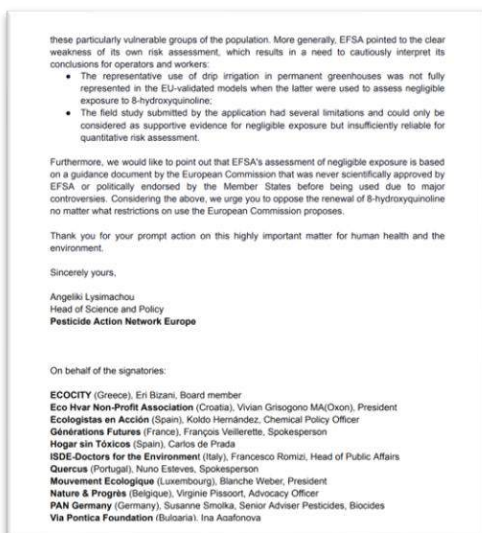 these particularly vulnerable groups of the population. More generally, EFSA pointed to the clear
weakness of its own risk assessment, which results in a need to cautiously interpret its
conclusions for operators and workers:
• The representative use of drip irrigation in permanent greenhouses was not fully
represented in the EU-validated models when the latter were used to assess negligible
exposure to 8-hydroxyquinoline;
• The field study submitted by the application had several limitations and could only be
considered as supportive evidence for negligible exposure but insufficiently reliable for
quantitative risk assessment.
Furthermore, we would like to point out that EFSA's assessment of negligible exposure is based
on a guidance document by the European Commission that was never scientifically approved by
EFSA or politically endorsed by the Member States before being used due to major
controversies. Considering the above, we urge you to oppose the renewal of 8-hydroxyquinoline
no matter what restrictions on use the European Commission proposes.
Thank you for your prompt action on this highly important matter for human health and the
environment.
Sincerely yours,
Angeliki Lysimachou
Head of Science and Policy
Pesticide Action Network Europe
On behalf of the signatories:
ECOCITY (Greece), Eri Bizani, Board member
Eco Hvar Non-Profit Association (Croatia), Vivian Grisogono MA(Oxon), President
Ecologistas en Acción (Spain), Koldo Hernández, Chemical Policy Officer
Générations Futures (France), François Veillerette, Spokesperson
Hogar sin Tóxicos (Spain), Carlos de Prada
ISDE-Doctors for the Environment (Italy), Francesco Romizi, Head of Public Affairs
Quercus (Portugal), Nuno Esteves, Spokesperson
Mouvement Ecologique (Luxembourg), Blanche Weber, President
Nature & Progrès (Belgique), Virginie Pissoort, Advocacy Officer
PAN Germany (Germany), Susanne Smolka, Senior Adviser Pesticides, Biocides
Via Pontica Foundation (Bulgaria), Ina Agafonova